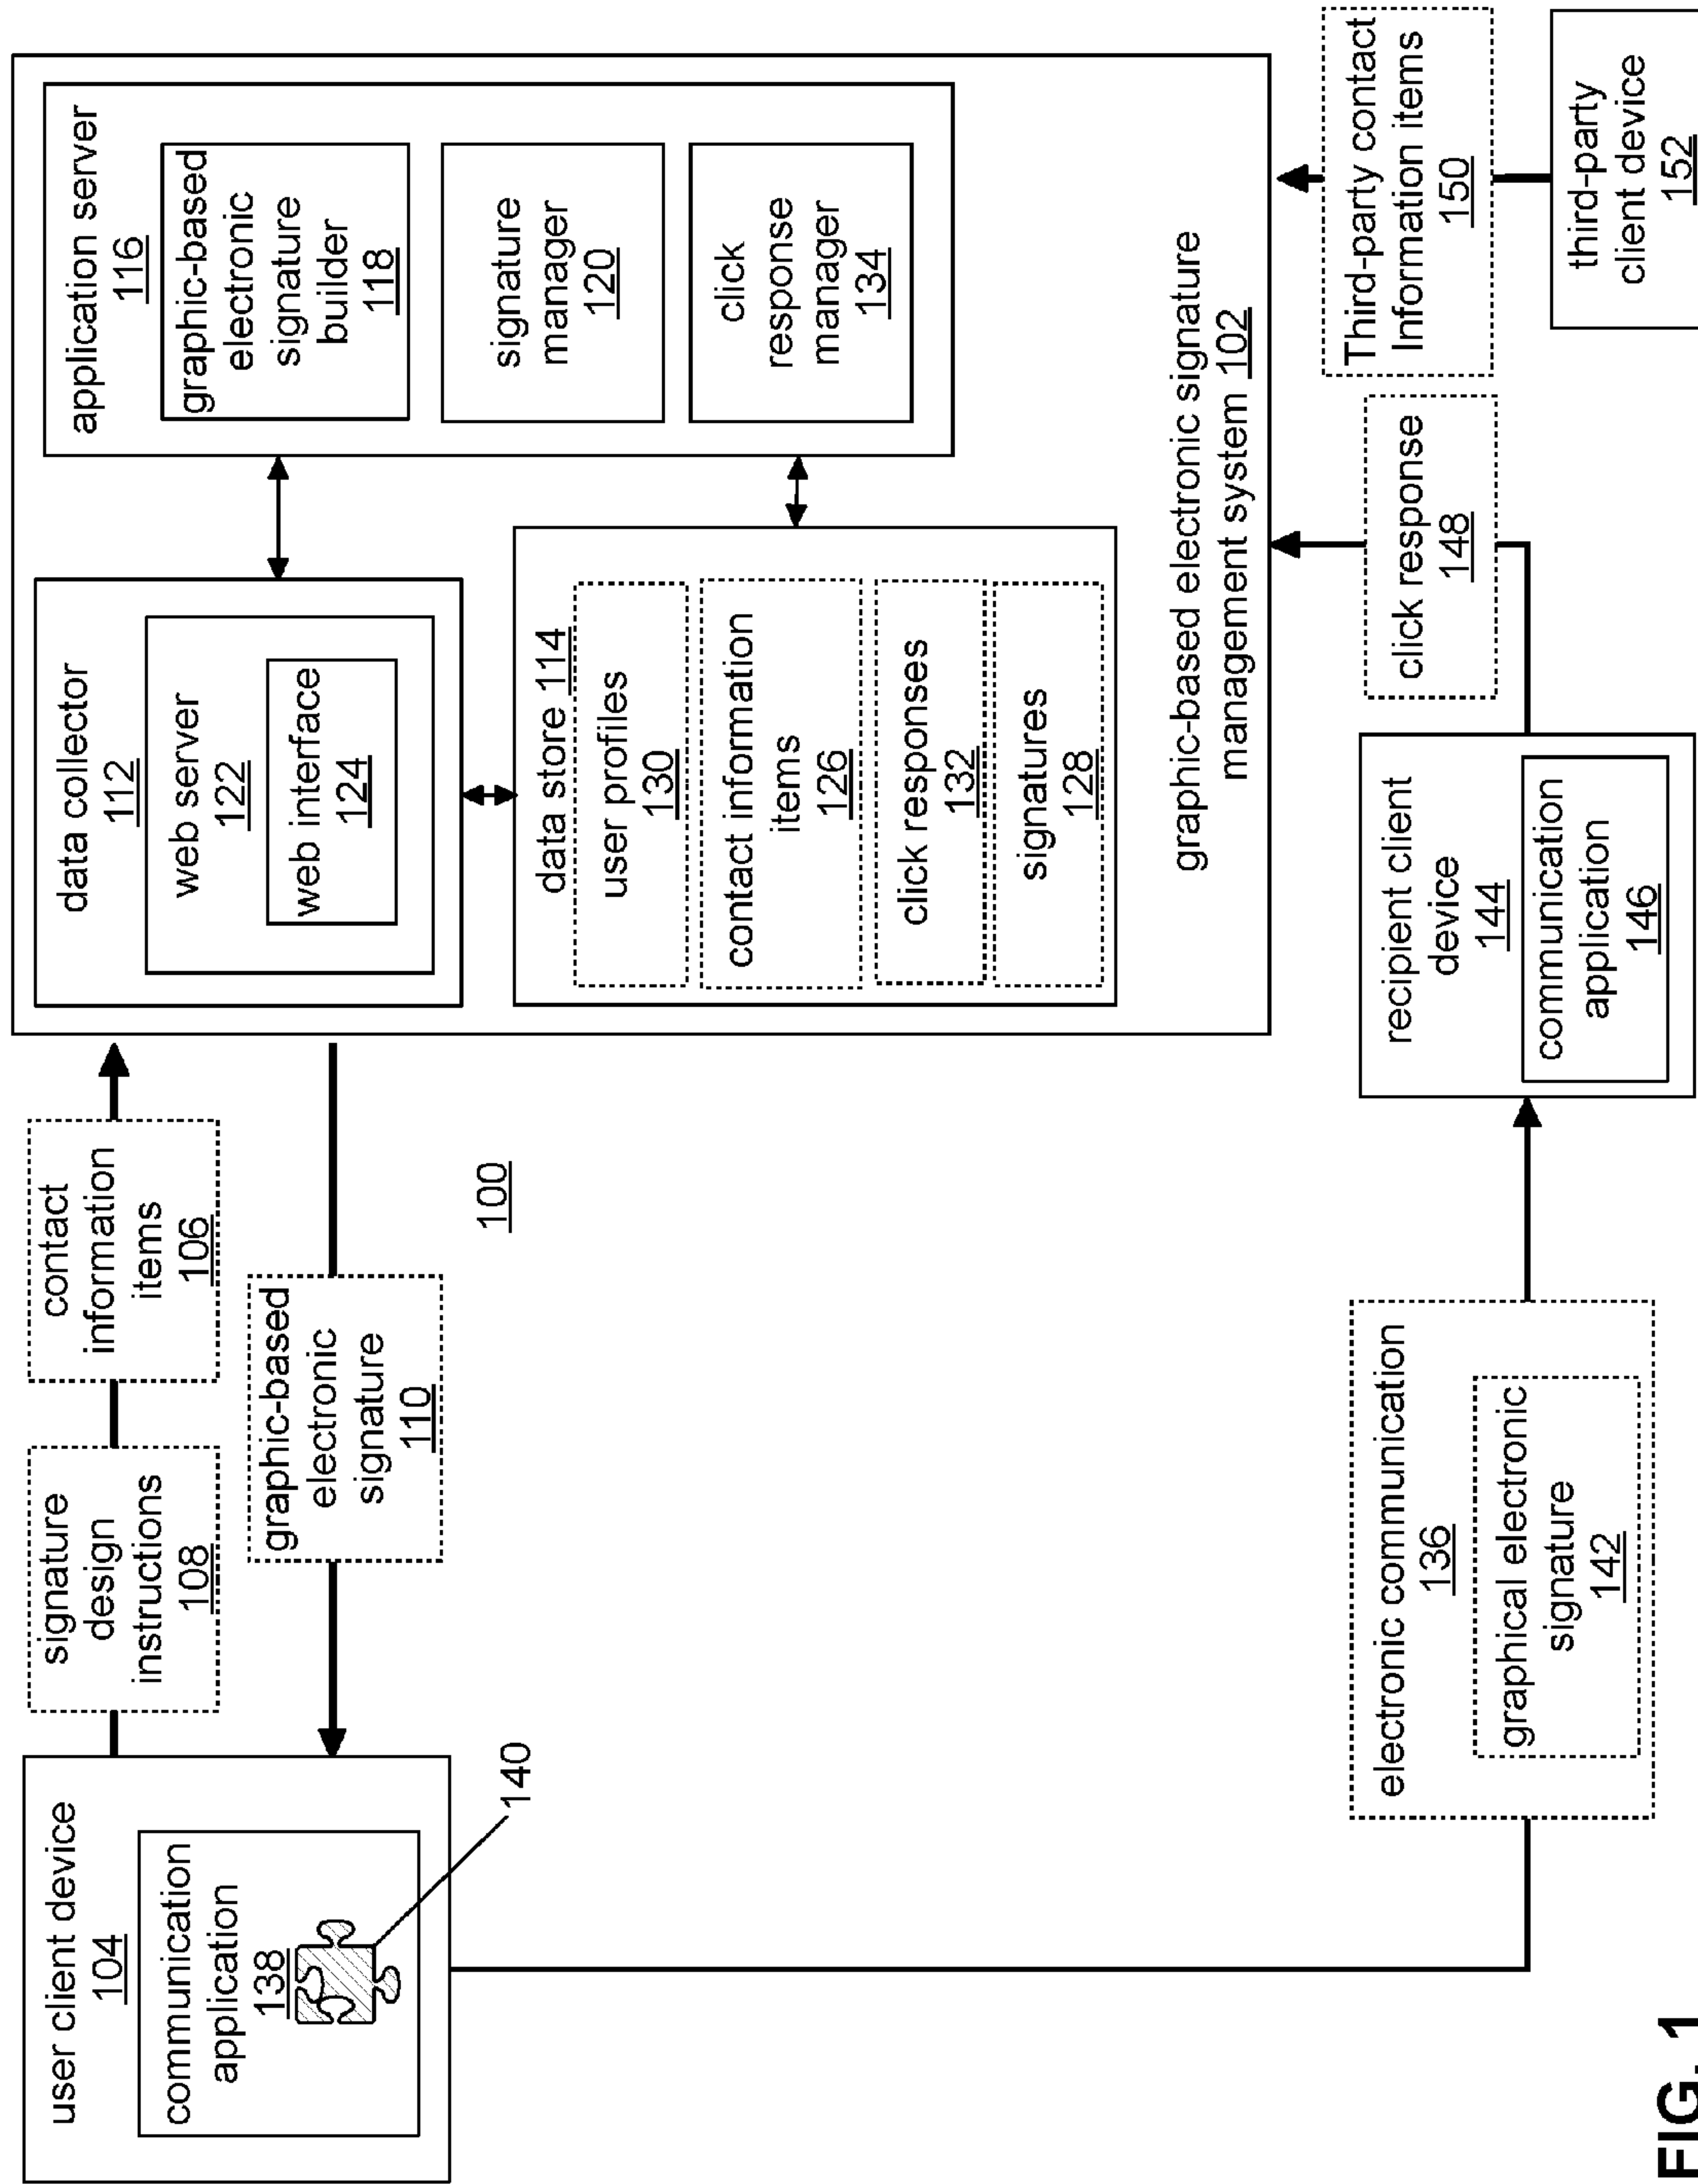 user client device
104
communication
application
138
140
signature
design
instructions
108
contact
information
items
106
graphic-based
electronic
signature
110
100
data collector
112
web server
122
web interface
124
application server
116
graphic-based
electronic
signature
builder
118
signature
manager
120
click
response
manager
134
data store 114
user profiles
130
contact information
items
126
click responses
132
signatures
128
graphic-based electronic signature
management system 102
electronic communication
136
graphical electronic
signature
142
recipient client
device
144
communication
application
146
click response
148
Third-party contact
Information items
150
third-party
client device
152
FIG. 1